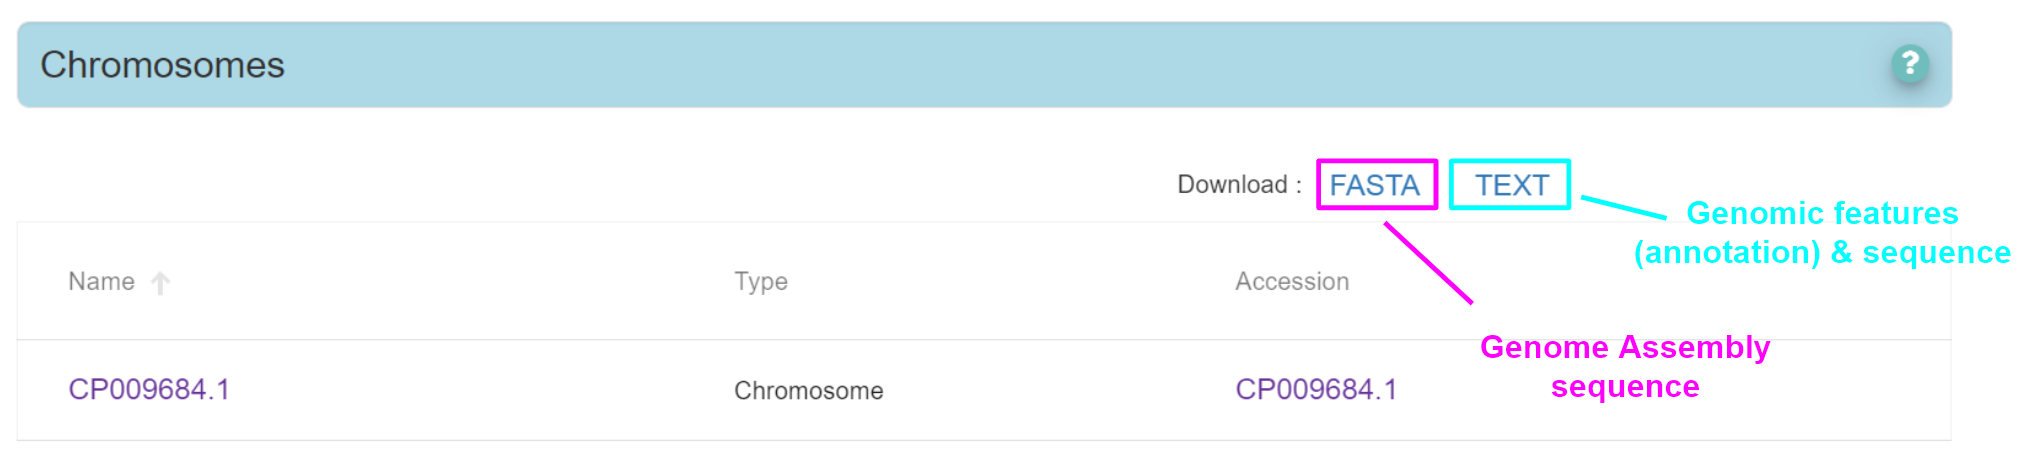 Chromosomes
?
Download : FASTA TEXT
Genomic features
(annotation) & sequence
Name Type Accession
Genome Assembly
sequence
CP009684.1 Chromosome CP009684.1